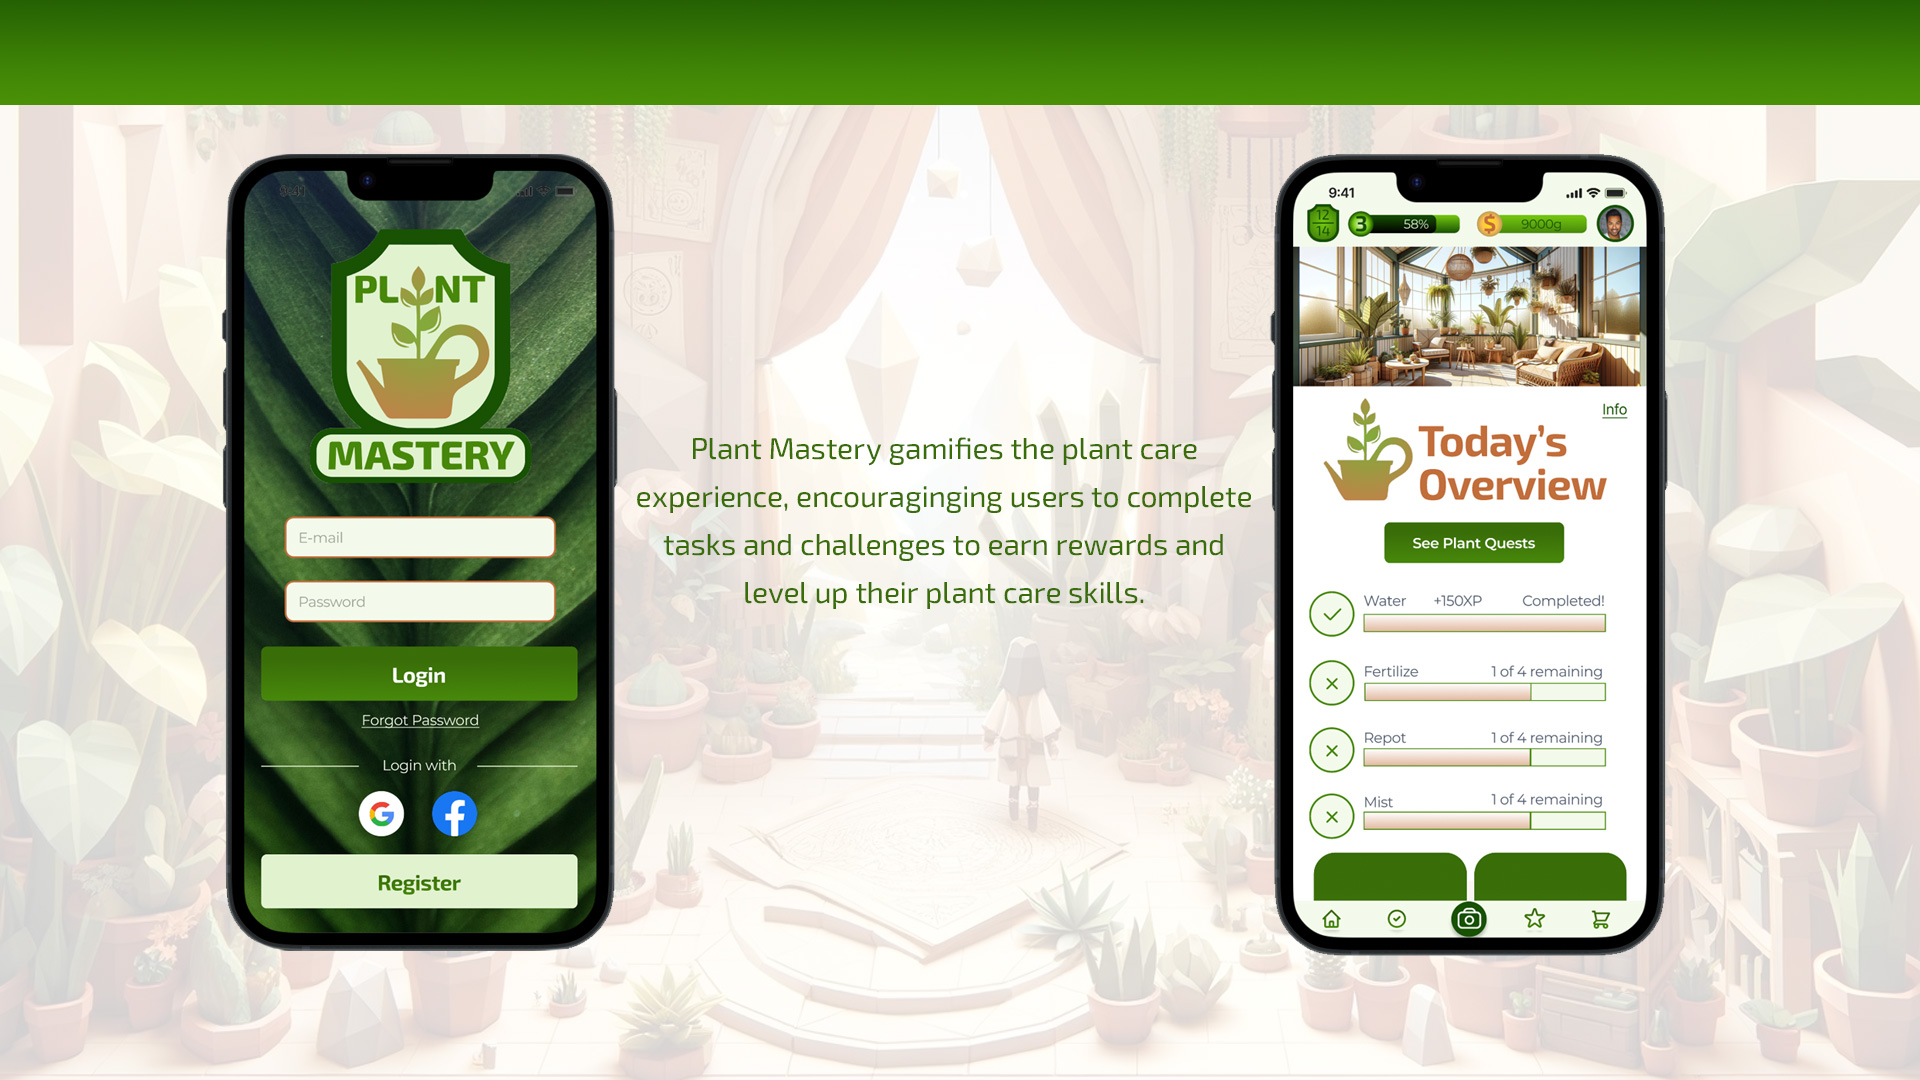 9:41
PLANT
MASTERY
E-mail
Password
Login
Forgot Password
Login with
Register
Plant Mastery gamifies the plant care
experience, encouraginging users to complete
tasks and challenges to earn rewards and
level up their plant care skills.
9:41
12
14
3
58%
$
9000g
Info
Today's
Overview
See Plant Quests
Water +150XP Completed!
Fertilize 1 of 4 remaining
Repot 1 of 4 remaining
Mist 1 of 4 remaining